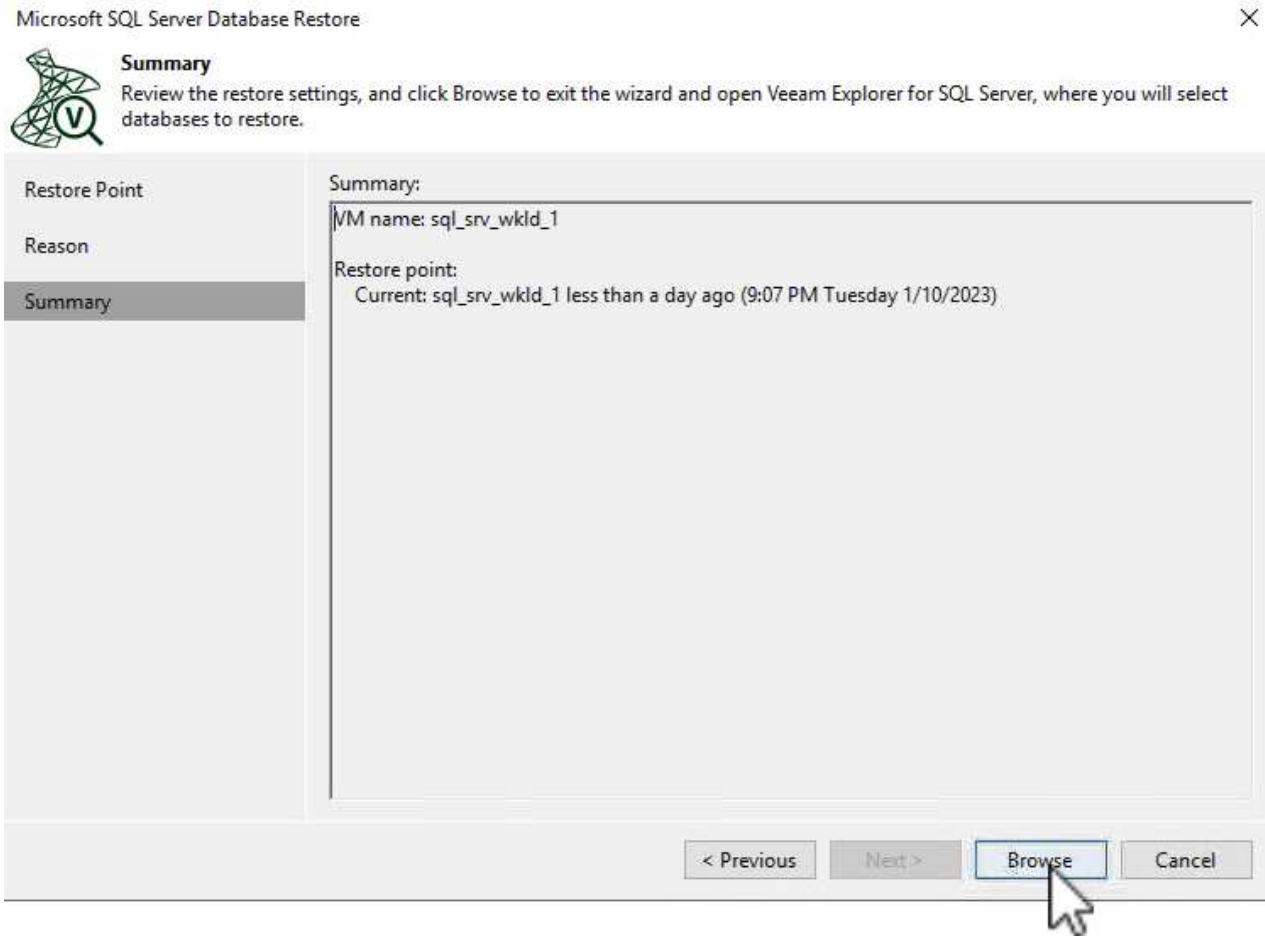 Microsoft SQL Server Database Restore
Summary
Review the restore settings, and click Browse to exit the wizard and open Veeam Explorer for SQL Server, where you will select
databases to restore.
V
Restore Point
Reason
Summary
Summary:
VM name: sql_srv_wkld_1
Restore point:
Current: sql_srv_wkld_1 less than a day ago (9:07 PM Tuesday 1/10/2023)
< Previous
Next >
Browse
Cancel